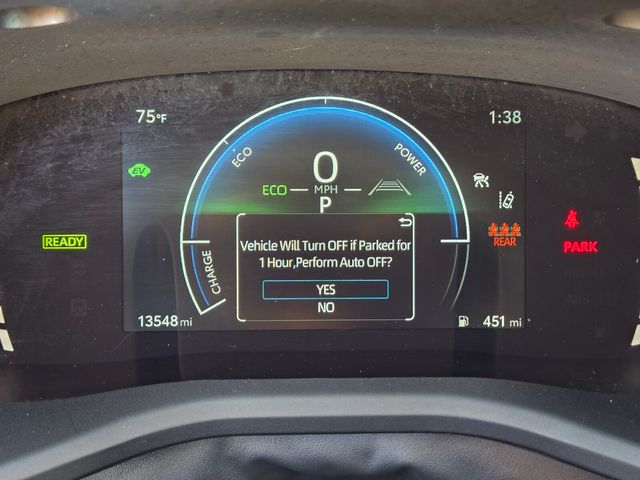 75°F
1:38
ECO
POWER
0
EV
ECO
MPH
P
READY
REAR
PARK
CHARGE
Vehicle Will Turn OFF if Parked for
1 Hour,Perform Auto OFF?
YES
NO
13548 mi
451 mi